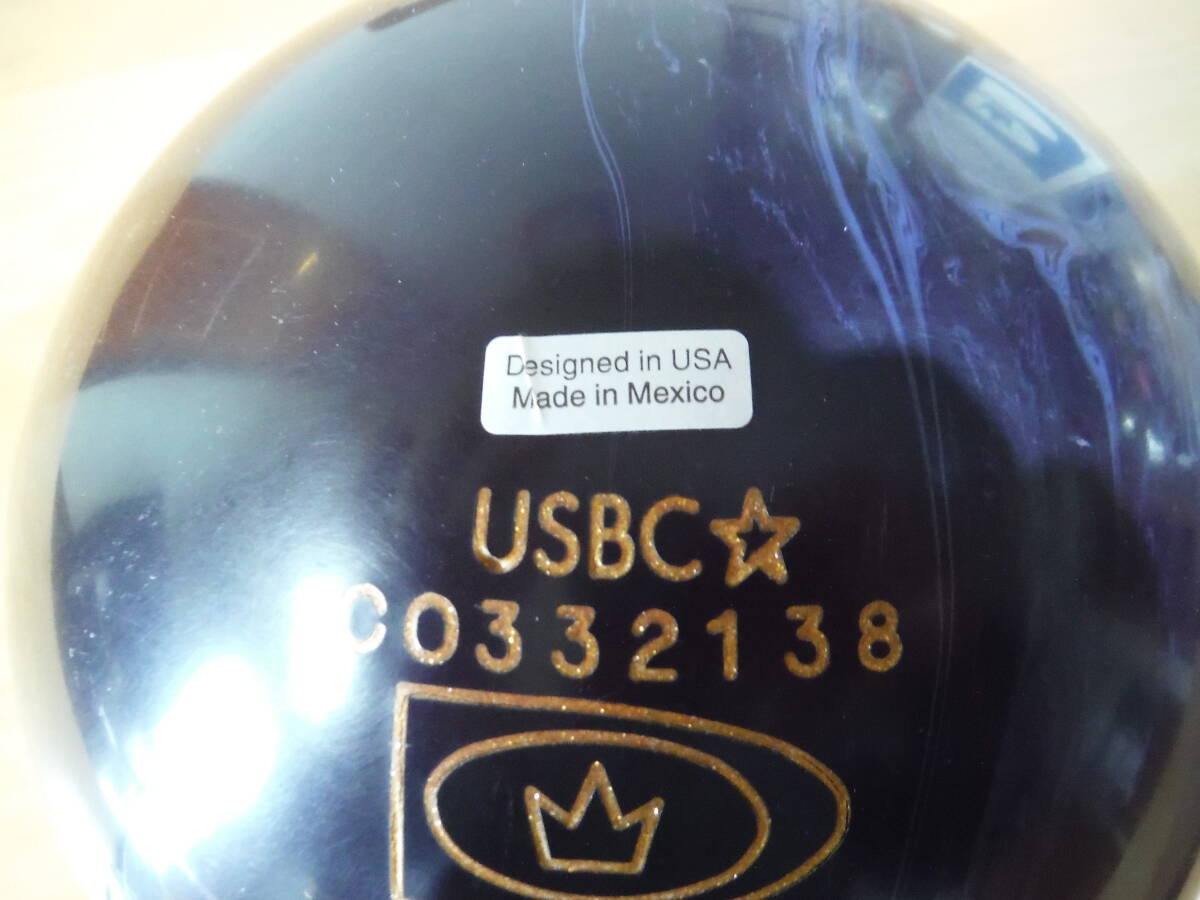 Designed in USA
Made in Mexico
USBC☆
C0332138